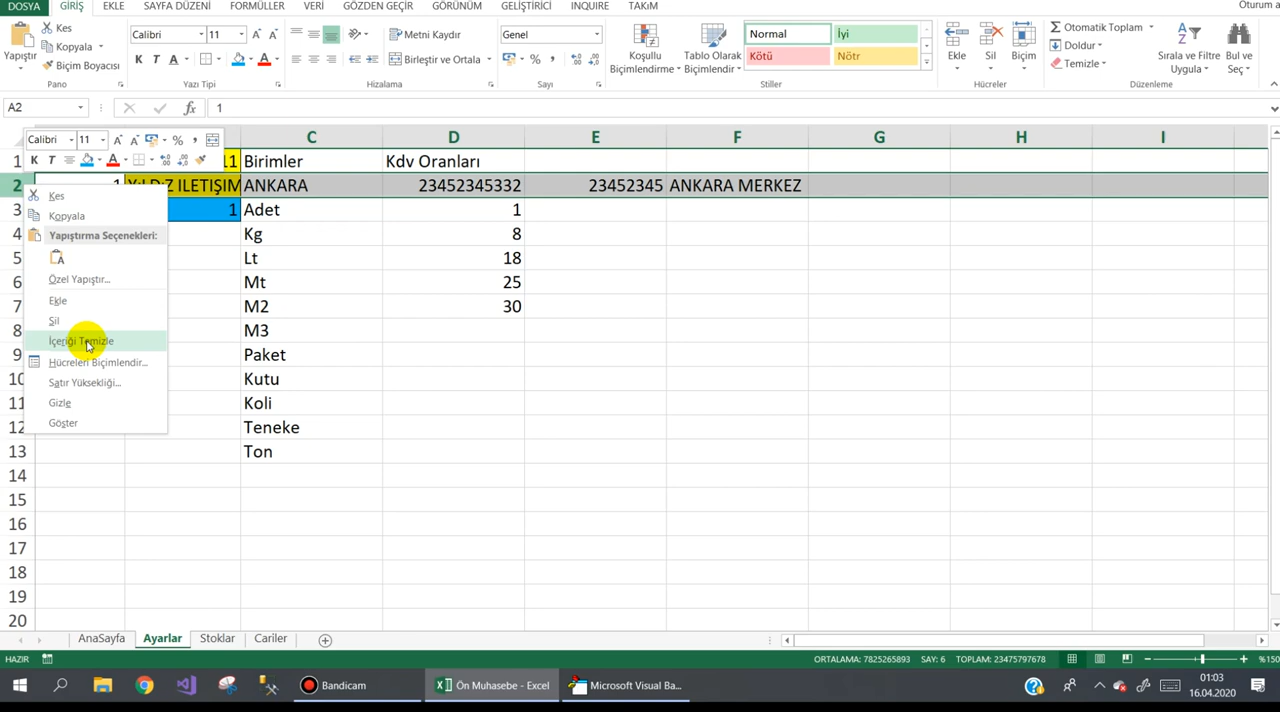 DOSYA GİRİŞ EKLE SAYFA DÜZENİ FORMÜLLER VERİ GÖZDEN GEÇİR GÖRÜNÜM GELİŞTİRİCİ INQUIRE TAKıM Oturum a
Yapıştır
Kes
Kopyala
Biçim Boyacısı
Pano
Calibri 11
K T A
Yazı Tipi
Metni Kaydır
Birleştir ve Ortala
Hizalama
Genel
Sayı
Koşullu Biçimlendirme
Tablo Olarak Biçimlendir
Normal İyi
Kötü Nötr
Stiller
Ekle Sil Biçim
Hücreler
Otomatik Toplam
Doldur
Temizle
Sırala ve Filtre Uygula
Bul ve Seç
Düzenleme
A2 fx 1
Calibri 11
K T
C D E F G H I
1 11 Birimler Kdv Oranları
2 1 ANKARA 23452345332 23452345 ANKARA MERKEZ
3 1 Adet 1
4 Kg 8
5 Lt 18
6 Mt 25
7 M2 30
8 M3
9 Paket
10 Kutu
11 Koli
12 Teneke
13 Ton
14
15
16
17
18
19
20
Kes
Kopyala
Yapıştırma Seçenekleri:
Özel Yapıştır...
Ekle
Sil
İçeriği Temizle
Hücreleri Biçimlendir...
Satır Yüksekliği...
Gizle
Göster
AnaSayfa Ayarlar Stoklar Cariler
HAZIR ORTALAMA: 7825265893 SAY: 6 TOPLAM: 23475797678 %150
Bandicam Ön Muhasebe - Excel Microsoft Visual Ba...
01:03
16.04.2020